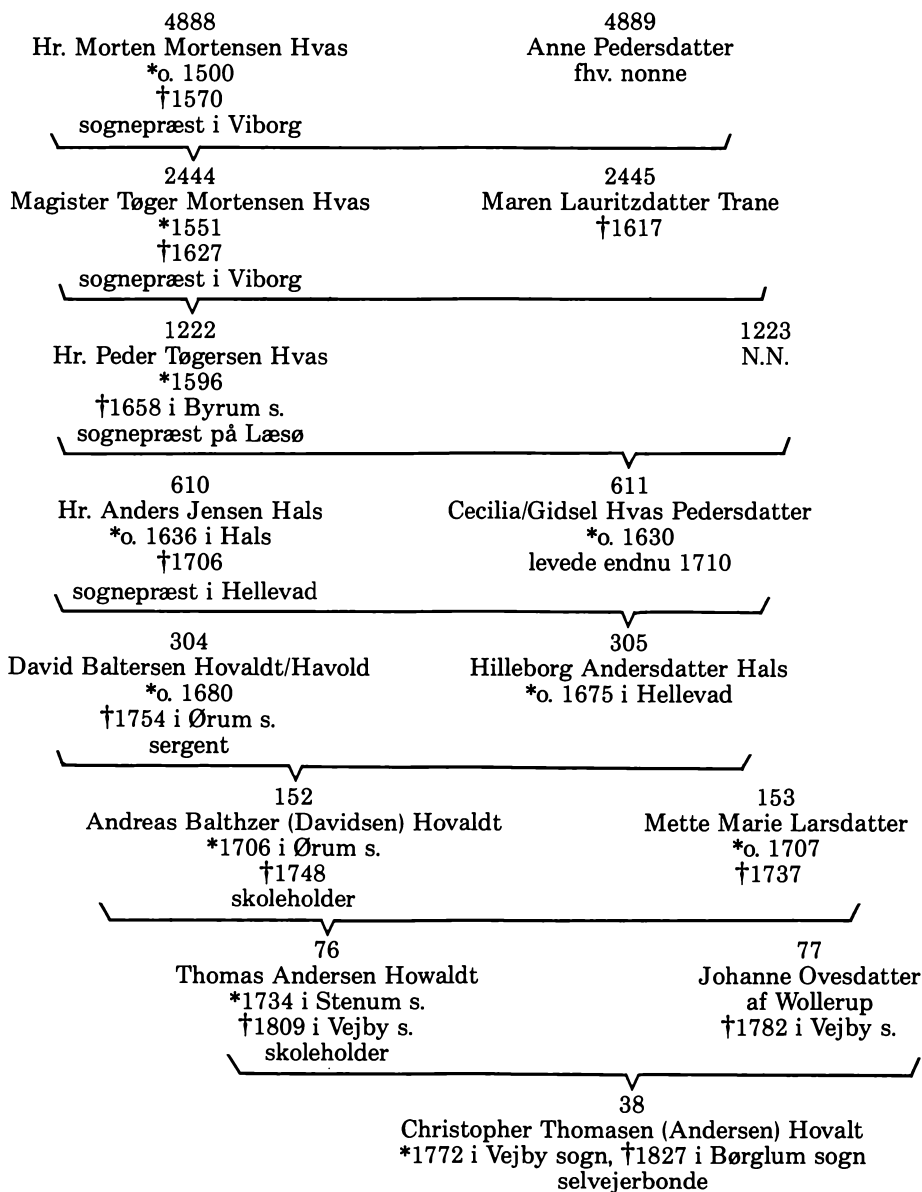 4888
Hr. Morten Mortensen Hvas
*o. 1500
†1570
sognepræst i Viborg
4889
Anne Pedersdatter
fhv. nonne
2444
Magister Tøger Mortensen Hvas
*1551
†1627
sognepræst i Viborg
2445
Maren Lauritzdatter Trane
†1617
1222
Hr. Peder Tøgersen Hvas
*1596
†1658 i Byrum s.
sognepræst på Læsø
1223
N.N.
610
Hr. Anders Jensen Hals
*o. 1636 i Hals
†1706
sognepræst i Hellevad
611
Cecilia/Gidsel Hvas Pedersdatter
*o. 1630
levede endnu 1710
304
David Baltersen Hovaldt/Havold
*o. 1680
†1754 i Ørum s.
sergent
305
Hilleborg Andersdatter Hals
*o. 1675 i Hellevad
152
Andreas Balthzer (Davidsen) Hovaldt
*1706 i Ørum s.
†1748
skoleholder
153
Mette Marie Larsdatter
*o. 1707
†1737
76
Thomas Andersen Howaldt
*1734 i Stenum s.
†1809 i Vejby s.
skoleholder
77
Johanne Ovesdatter
af Wollerup
†1782 i Vejby s.
38
Christopher Thomasen (Andersen) Hovalt
*1772 i Vejby sogn, †1827 i Børglum sogn
selvejerbonde